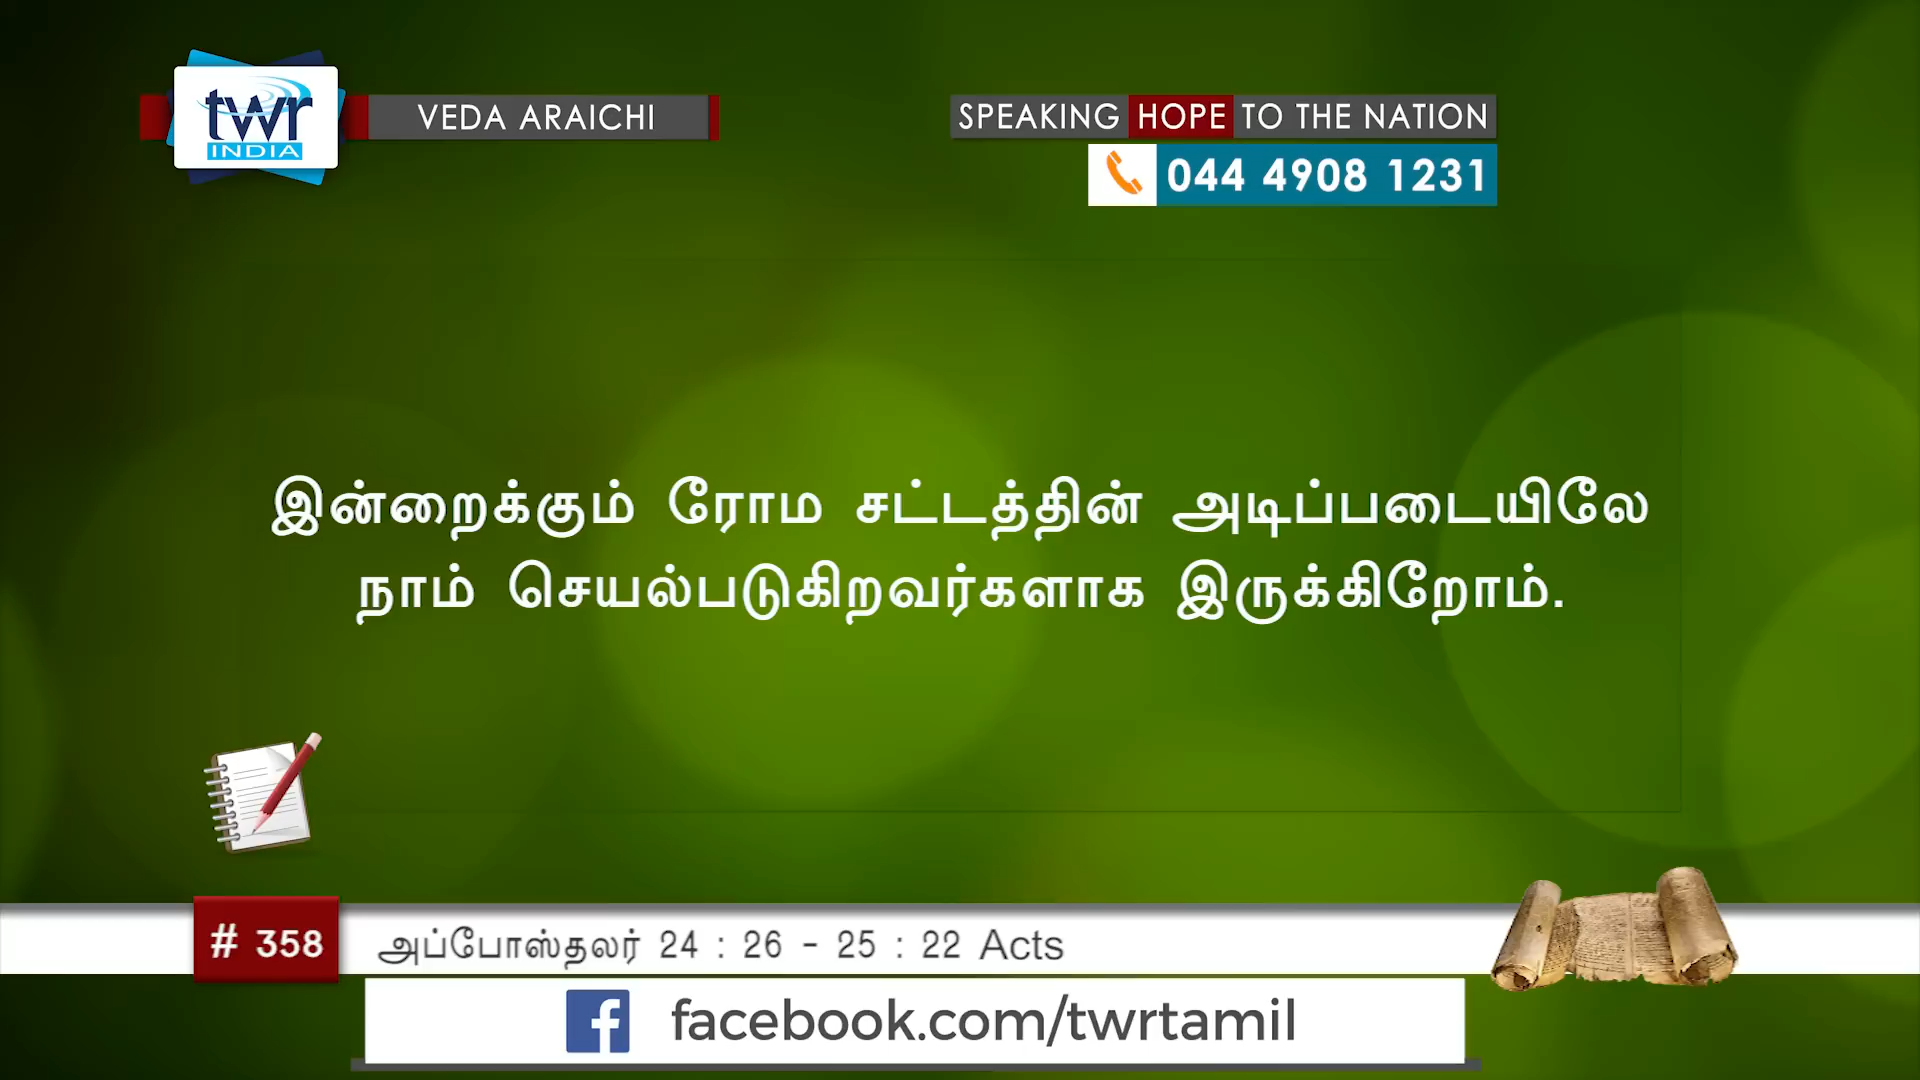 twr
INDIA
VEDA ARAICHI
SPEAKING HOPE TO THE NATION
044 4908 1231
இன்றைக்கும் ரோம சட்டத்தின் அடிப்படையிலே
நாம் செயல்படுகிறவர்களாக இருக்கிறோம்.
# 358
அப்போஸ்தலர் 24 : 26 - 25 : 22 Acts
facebook.com/twrtamil